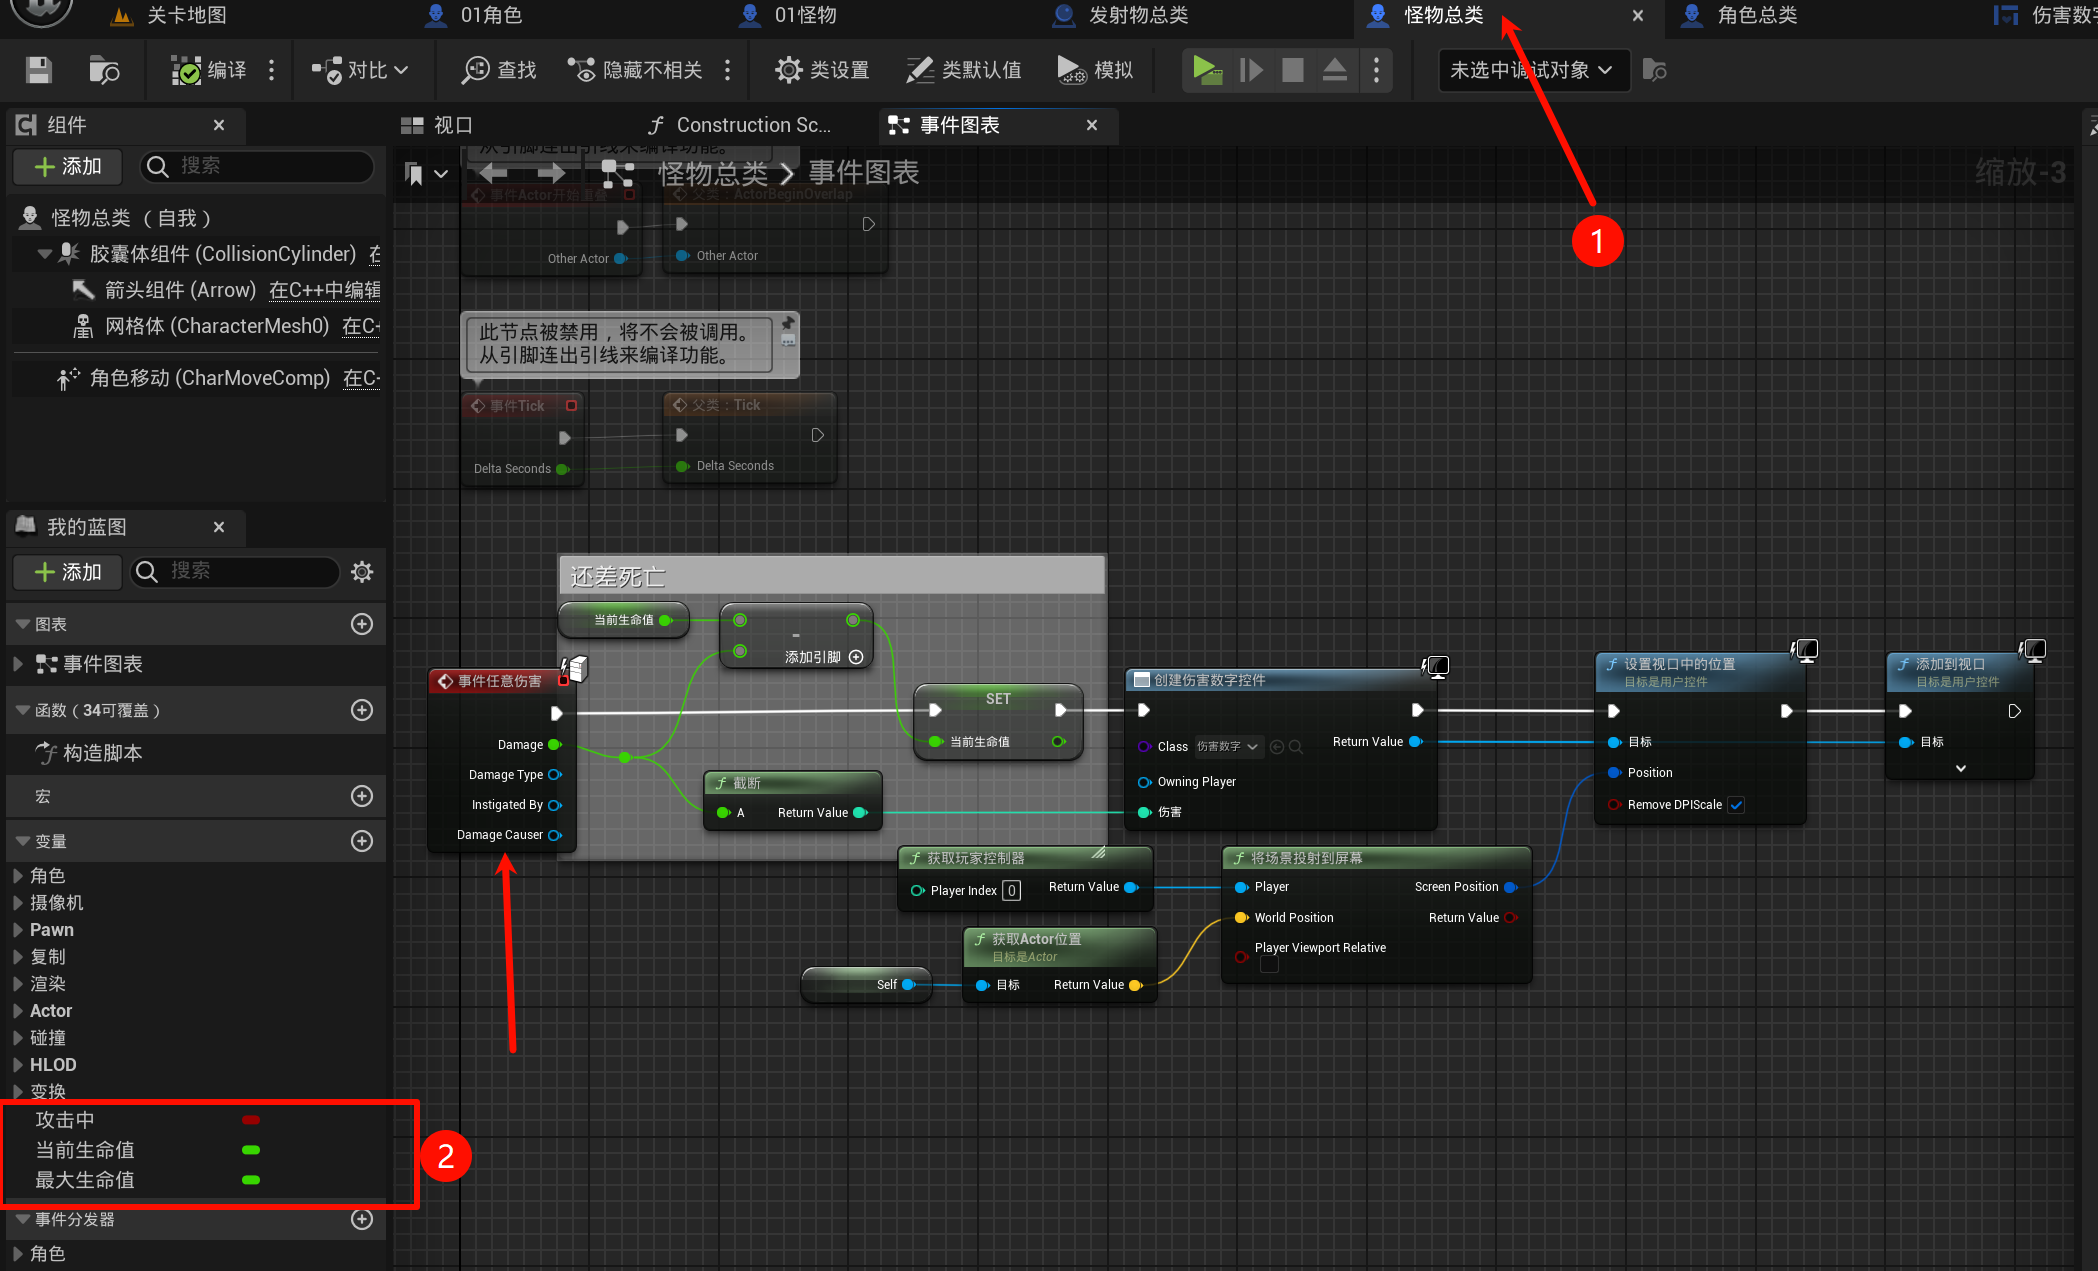 关卡地图
01角色
01怪物
发射物总类
怪物总类
角色总类
伤害数字
编译
对比
查找
隐藏不相关
类设置
类默认值
模拟
未选中调试对象
1
组件
添加
搜索
怪物总类 （自我）
胶囊体组件 (CollisionCylinder) 在
箭头组件 (Arrow) 在C++中编辑
网格体 (CharacterMesh0) 在C+
角色移动 (CharMoveComp) 在C+
视口
Construction Sc...
事件图表
怪物总类 > 事件图表
缩放-3
从引脚连出引线来编译功能。
事件Actor开始重叠
Other Actor
父类：ActorBeginOverlap
Other Actor
此节点被禁用，将不会被调用。
从引脚连出引线来编译功能。
事件Tick
Delta Seconds
父类：Tick
Delta Seconds
我的蓝图
添加
搜索
图表
事件图表
函数（34可覆盖）
构造脚本
宏
变量
角色
摄像机
Pawn
复制
渲染
Actor
碰撞
HLOD
变换
攻击中
当前生命值
最大生命值
2
事件分发器
角色
还差死亡
当前生命值
-
添加引脚
事件任意伤害
Damage
Damage Type
Instigated By
Damage Causer
SET
当前生命值
截断
A
Return Value
创建伤害数字控件
Class 伤害数字
Return Value
Owning Player
伤害
获取玩家控制器
Player Index 0
Return Value
获取Actor位置
目标是Actor
Self
目标
Return Value
将场景投射到屏幕
Player
Screen Position
World Position
Return Value
Player Viewport Relative
设置视口中的位置
目标是用户控件
目标
Position
Remove DPIScale
添加到视口
目标是用户控件
目标